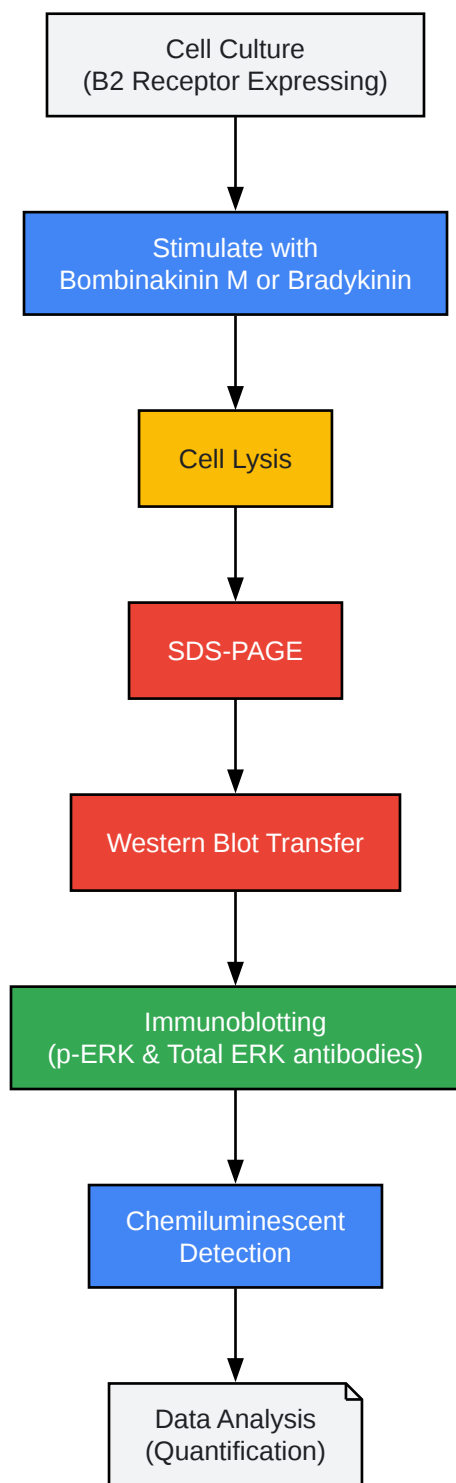 Cell Culture
(B2 Receptor Expressing)
Stimulate with
Bombinakinin M or Bradykinin
Cell Lysis
SDS-PAGE
Western Blot Transfer
Immunoblotting
(p-ERK & Total ERK antibodies)
Chemiluminescent
Detection
Data Analysis
(Quantification)